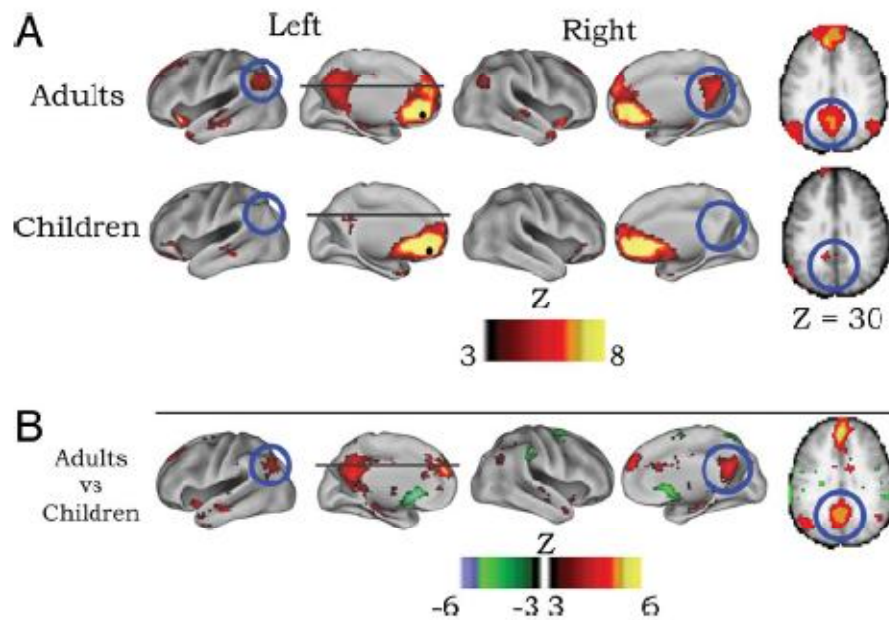 A
Left
Right
Adults
Children
Z
3
8
Z = 30
B
Adults
vs
Children
Z
-6
-3
3
6